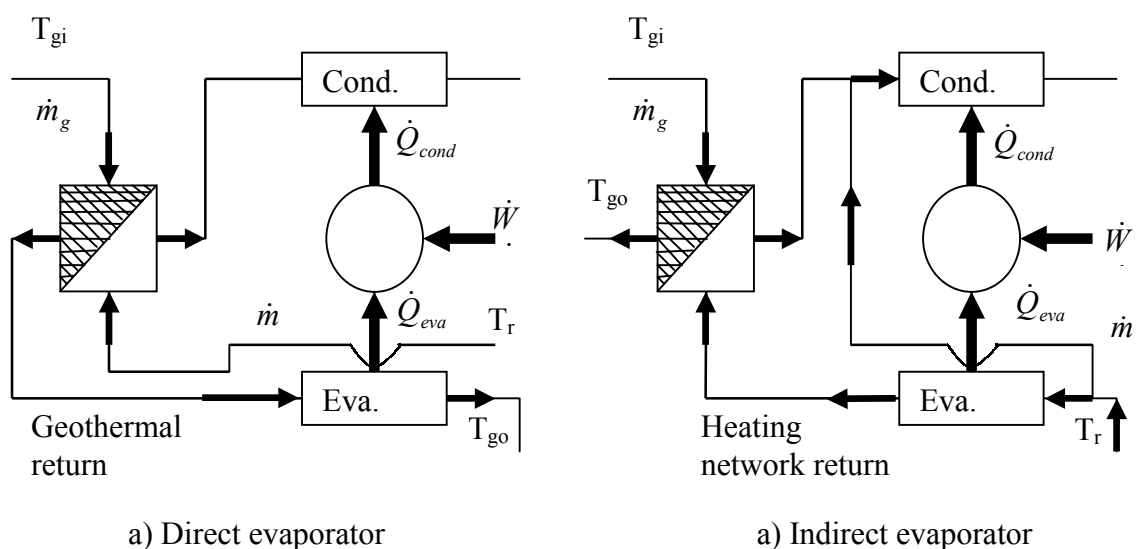 T_gi
Cond.
ṁ_g
Q̇_cond
Ẇ
ṁ
Q̇_eva
T_r
Eva.
Geothermal
return
T_go
a) Direct evaporator
T_gi
Cond.
ṁ_g
Q̇_cond
T_go
Ẇ
Q̇_eva
ṁ
Eva.
Heating
network return
T_r
a) Indirect evaporator